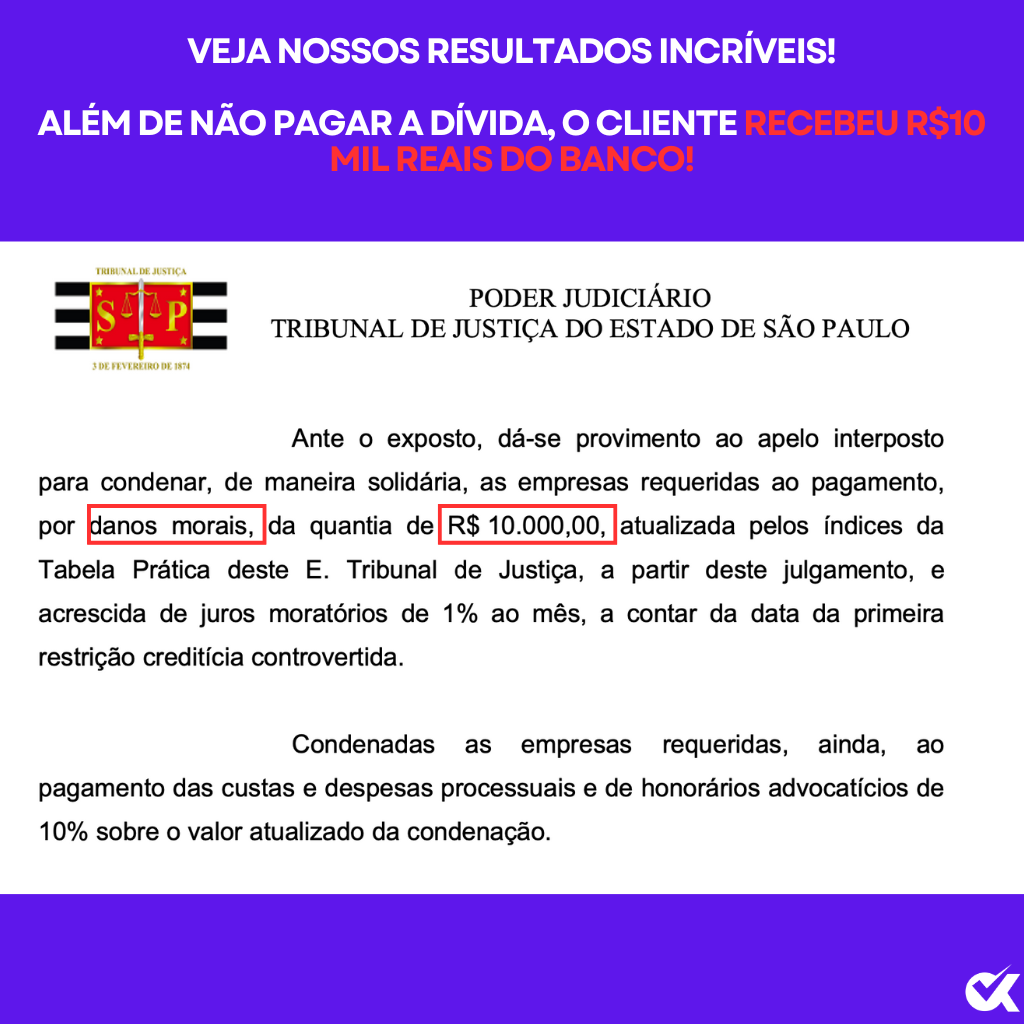 VEJA NOSSOS RESULTADOS INCRÍVEIS!
ALÉM DE NÃO PAGAR A DÍVIDA, O CLIENTE RECEBEU R$10
MIL REAIS DO BANCO!
TRIBUNAL DE JUSTIÇA
S P
3 DE FEVEREIRO DE 1874
PODER JUDICIÁRIO
TRIBUNAL DE JUSTIÇA DO ESTADO DE SÃO PAULO
Ante o exposto, dá-se provimento ao apelo interposto
para condenar, de maneira solidária, as empresas requeridas ao pagamento,
por danos morais, da quantia de R$ 10.000,00, atualizada pelos índices da
Tabela Prática deste E. Tribunal de Justiça, a partir deste julgamento, e
acrescida de juros moratórios de 1% ao mês, a contar da data da primeira
restrição creditícia controvertida.
Condenadas as empresas requeridas, ainda, ao
pagamento das custas e despesas processuais e de honorários advocatícios de
10% sobre o valor atualizado da condenação.